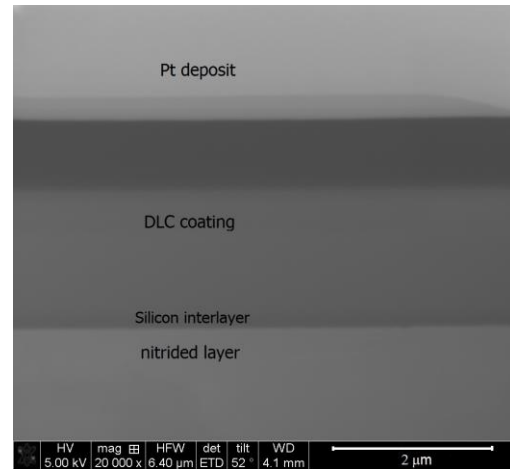 Pt deposit
DLC coating
Silicon interlayer
nitrided layer
HV mag ⊞ HFW det tilt WD
5.00 kV 20 000 x 6.40 µm ETD 52 ° 4.1 mm 2 µm